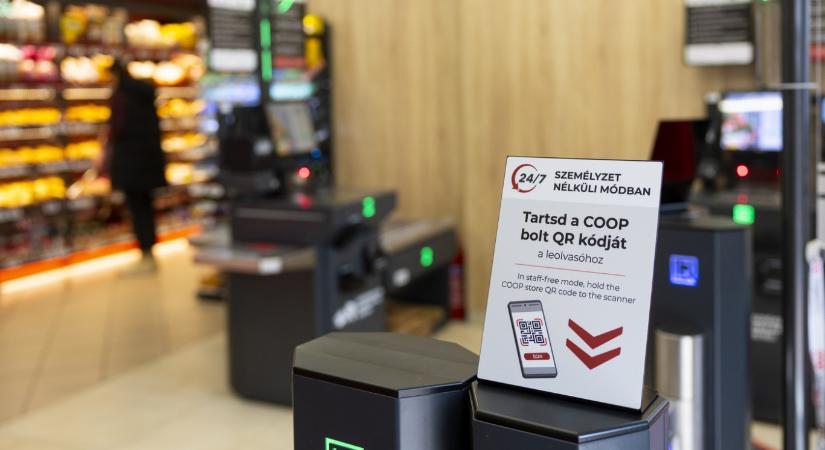 24/7
SZEMÉLYZET
NÉLKÜLI MÓDBAN
Tartsd a COOP
bolt QR kódját
a leolvasóhoz
In staff-free mode, hold the
COOP store QR code to the scanner